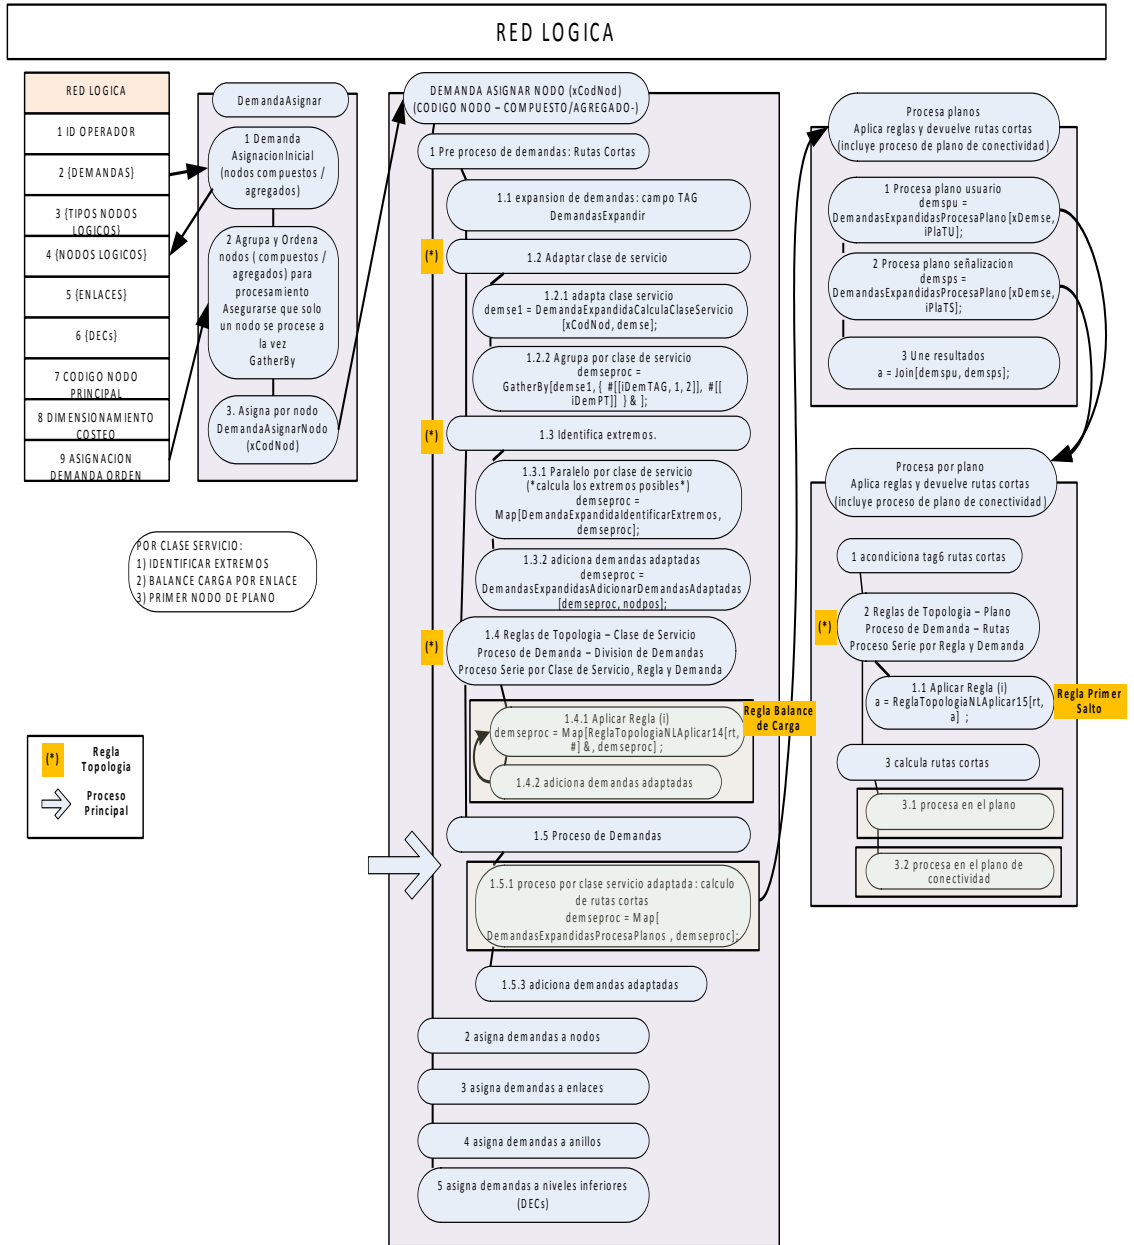 RED LOGICA
RED LOGICA
1 ID OPERADOR
2 {DEMANDAS}
3 {TIPOS NODOS
LOGICOS}
4 {NODOS LOGICOS}
5 {ENLACES}
6 {DECs}
7 CODIGO NODO
PRINCIPAL
8 DIMENSIONAMIENTO
COSTEO
9 ASIGNACION
DEMANDA ORDEN
DemandaAsignar
1 Demanda
AsignacionInicial
(nodos compuestos /
agregados)
2 Agrupa y Ordena
nodos ( compuestos /
agregados) para
procesamiento
Asegurarse que solo
un nodo se procese a
la vez
GatherBy
3. Asigna por nodo
DemandaAsignarNodo
(xCodNod)
POR CLASE SERVICIO:
1) IDENTIFICAR EXTREMOS
2) BALANCE CARGA POR ENLACE
3) PRIMER NODO DE PLANO
(*)
Regla
Topologia
Proceso
Principal
DEMANDA ASIGNAR NODO (xCodNod)
(CODIGO NODO – COMPUESTO/AGREGADO-)
1 Pre proceso de demandas: Rutas Cortas
1.1 expansion de demandas: campo TAG
DemandasExpandir
(*)
1.2 Adaptar clase de servicio
1.2.1 adapta clase servicio
demse1 = DemandaExpandidaCalculaClaseServicio
[xCodNod, demse];
1.2.2 Agrupa por clase de servicio
demseproc =
GatherBy[demse1, { #[[iDemTAG, 1, 2]], #[[
iDemPT]] } & ];
(*)
1.3 Identifica extremos.
1.3.1 Paralelo por clase de servicio
(*calcula los extremos posibles*)
demseproc =
Map[DemandaExpandidaIdentificarExtremos,
demseproc];
1.3.2 adiciona demandas adaptadas
demseproc =
DemandasExpandidasAdicionarDemandasAdaptadas
[demseproc, nodpos];
(*)
1.4 Reglas de Topologia – Clase de Servicio
Proceso de Demanda – Division de Demandas
Proceso Serie por Clase de Servicio, Regla y Demanda
Regla Balance
de Carga
1.4.1 Aplicar Regla (i)
demseproc = Map[ReglaTopologiaNLAplicar14[rt,
#] &, demseproc] ;
1.4.2 adiciona demandas adaptadas
1.5 Proceso de Demandas
1.5.1 proceso por clase servicio adaptada: calculo
de rutas cortas
demseproc = Map[
DemandasExpandidasProcesaPlanos , demseproc];
1.5.3 adiciona demandas adaptadas
2 asigna demandas a nodos
3 asigna demandas a enlaces
4 asigna demandas a anillos
5 asigna demandas a niveles inferiores
(DECs)
Procesa planos
Aplica reglas y devuelve rutas cortas
(incluye proceso de plano de conectividad)
1 Procesa plano usuario
demspu =
DemandasExpandidasProcesaPlano[xDemse,
iPlaTU];
2 Procesa plano señalizacion
demsps =
DemandasExpandidasProcesaPlano[xDemse,
iPlaTS];
3 Une resultados
a = Join[demspu, demsps];
Procesa por plano
Aplica reglas y devuelve rutas cortas
(incluye proceso de plano de conectividad)
1 acondiciona tag6 rutas cortas
(*)
2 Reglas de Topologia – Plano
Proceso de Demanda – Rutas
Proceso Serie por Regla y Demanda
1.1 Aplicar Regla (i)
a = ReglaTopologiaNLAplicar15[rt,
a] ;
Regla Primer
Salto
3 calcula rutas cortas
3.1 procesa en el plano
3.2 procesa en el plano de
conectividad